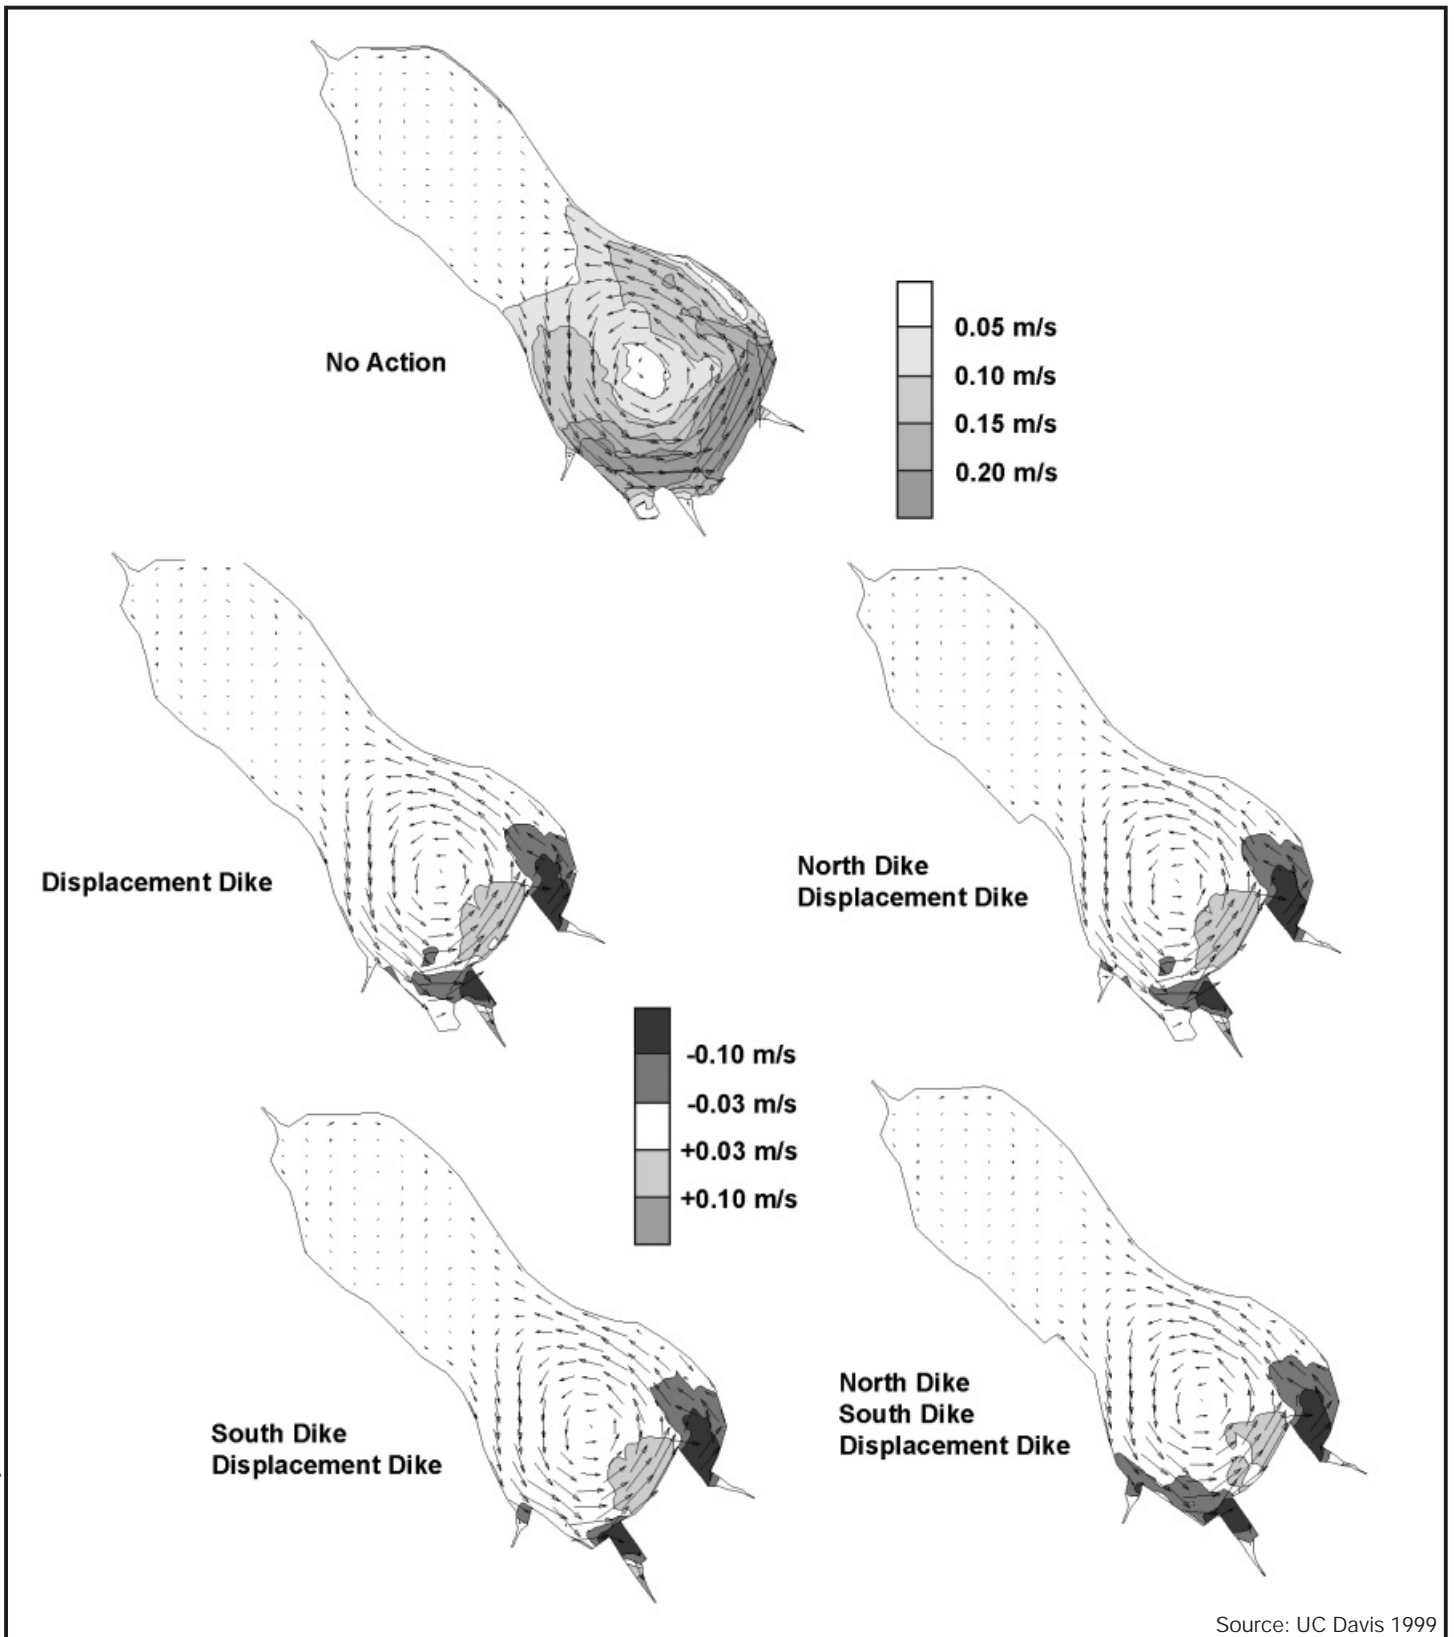 No Action
0.05 m/s
0.10 m/s
0.15 m/s
0.20 m/s
Displacement Dike
North Dike
Displacement Dike
-0.10 m/s
-0.03 m/s
+0.03 m/s
+0.10 m/s
South Dike
Displacement Dike
North Dike
South Dike
Displacement Dike
Source: UC Davis 1999